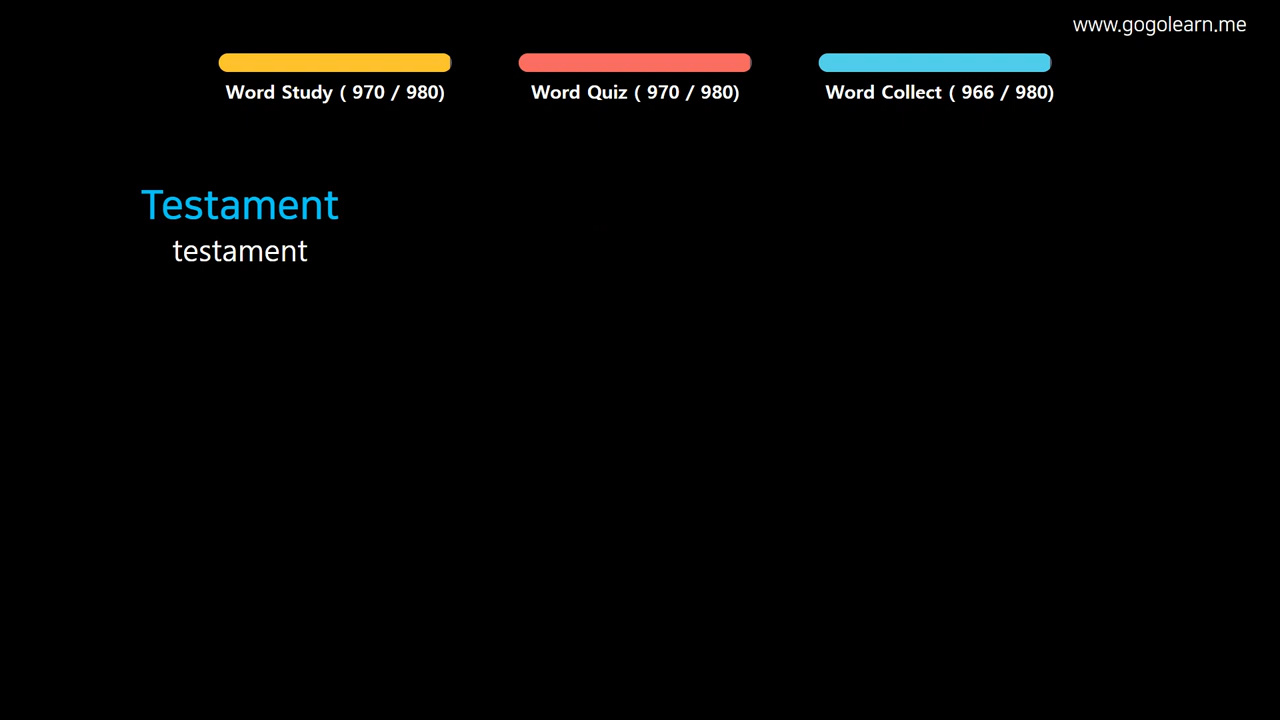 www.gogolearn.me
Word Study ( 970 / 980)
Word Quiz ( 970 / 980)
Word Collect ( 966 / 980)
Testament
testament